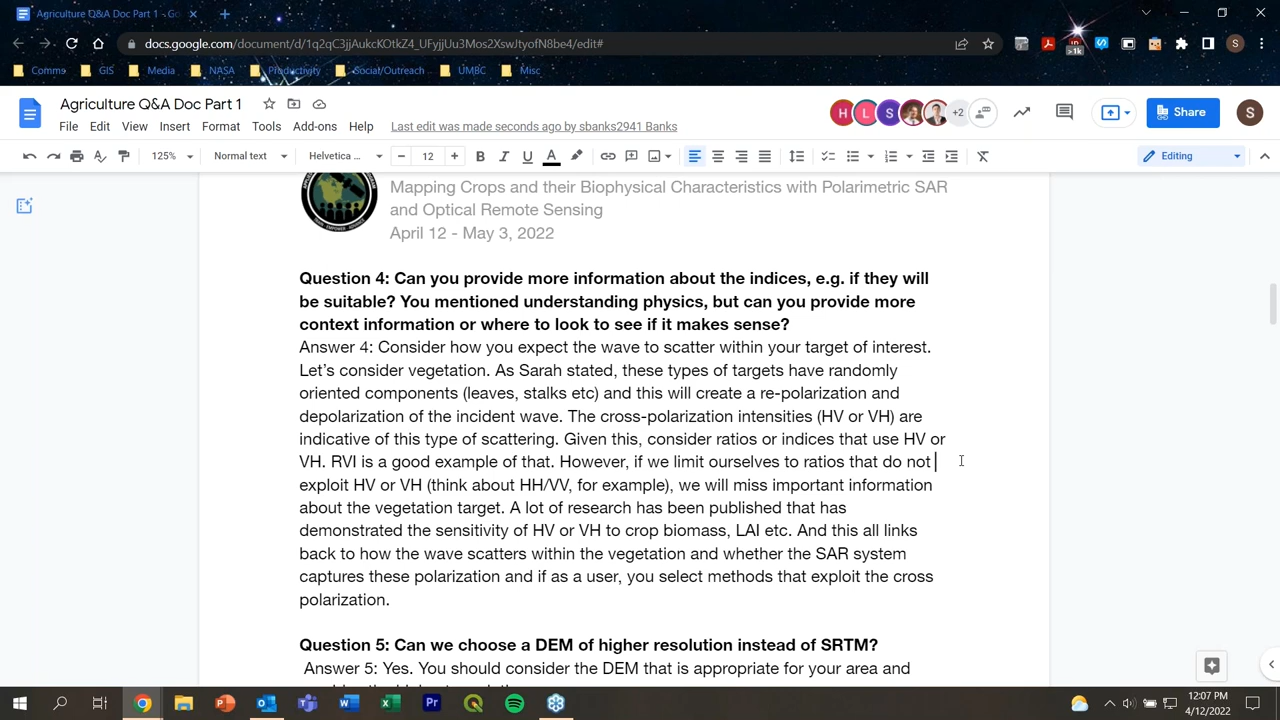 Agriculture Q&A Doc Part 1 - Go
docs.google.com/document/d/1q2qC3jjAukcKOtkZ4_UFyjjUu3Mos2XswJtyofN8be4/edit#
>1k
S
Comms
GIS
Media
NASA
Productivity
Social/Outreach
UMBC
Misc
Agriculture Q&A Doc Part 1
H
L
S
+2
Share
S
File
Edit
View
Insert
Format
Tools
Add-ons
Help
Last edit was made seconds ago by sbanks2941 Banks
125%
Normal text
Helvetica ...
12
B
I
U
A
Editing
Mapping Crops and their Biophysical Characteristics with Polarimetric SAR
and Optical Remote Sensing
April 12 - May 3, 2022
Question 4: Can you provide more information about the indices, e.g. if they will
be suitable? You mentioned understanding physics, but can you provide more
context information or where to look to see if it makes sense?
Answer 4: Consider how you expect the wave to scatter within your target of interest.
Let’s consider vegetation. As Sarah stated, these types of targets have randomly
oriented components (leaves, stalks etc) and this will create a re-polarization and
depolarization of the incident wave. The cross-polarization intensities (HV or VH) are
indicative of this type of scattering. Given this, consider ratios or indices that use HV or
VH. RVI is a good example of that. However, if we limit ourselves to ratios that do not
exploit HV or VH (think about HH/VV, for example), we will miss important information
about the vegetation target. A lot of research has been published that has
demonstrated the sensitivity of HV or VH to crop biomass, LAI etc. And this all links
back to how the wave scatters within the vegetation and whether the SAR system
captures these polarization and if as a user, you select methods that exploit the cross
polarization.
Question 5: Can we choose a DEM of higher resolution instead of SRTM?
Answer 5: Yes. You should consider the DEM that is appropriate for your area and
12:07 PM
4/12/2022